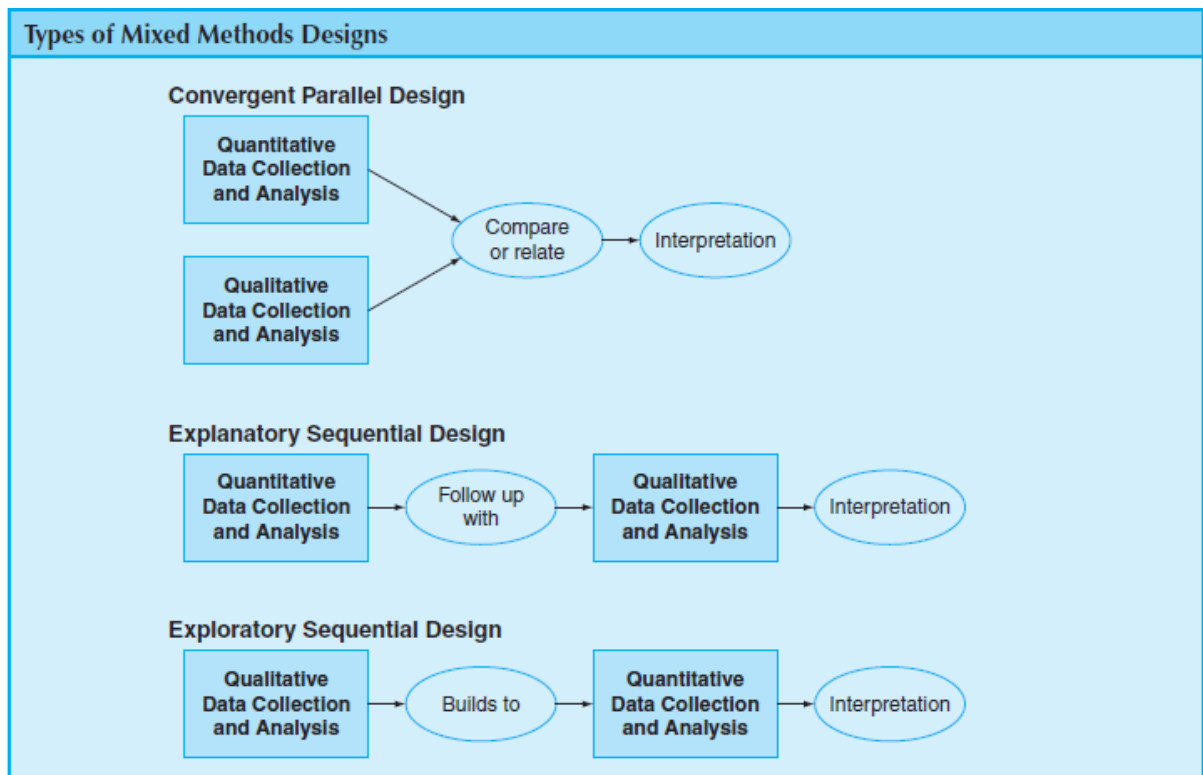 Types of Mixed Methods Designs
Convergent Parallel Design
Quantitative
Data Collection
and Analysis
Compare
or relate
Interpretation
Qualitative
Data Collection
and Analysis
Explanatory Sequential Design
Quantitative
Data Collection
and Analysis
Follow up
with
Qualitative
Data Collection
and Analysis
Interpretation
Exploratory Sequential Design
Qualitative
Data Collection
and Analysis
Builds to
Quantitative
Data Collection
and Analysis
Interpretation